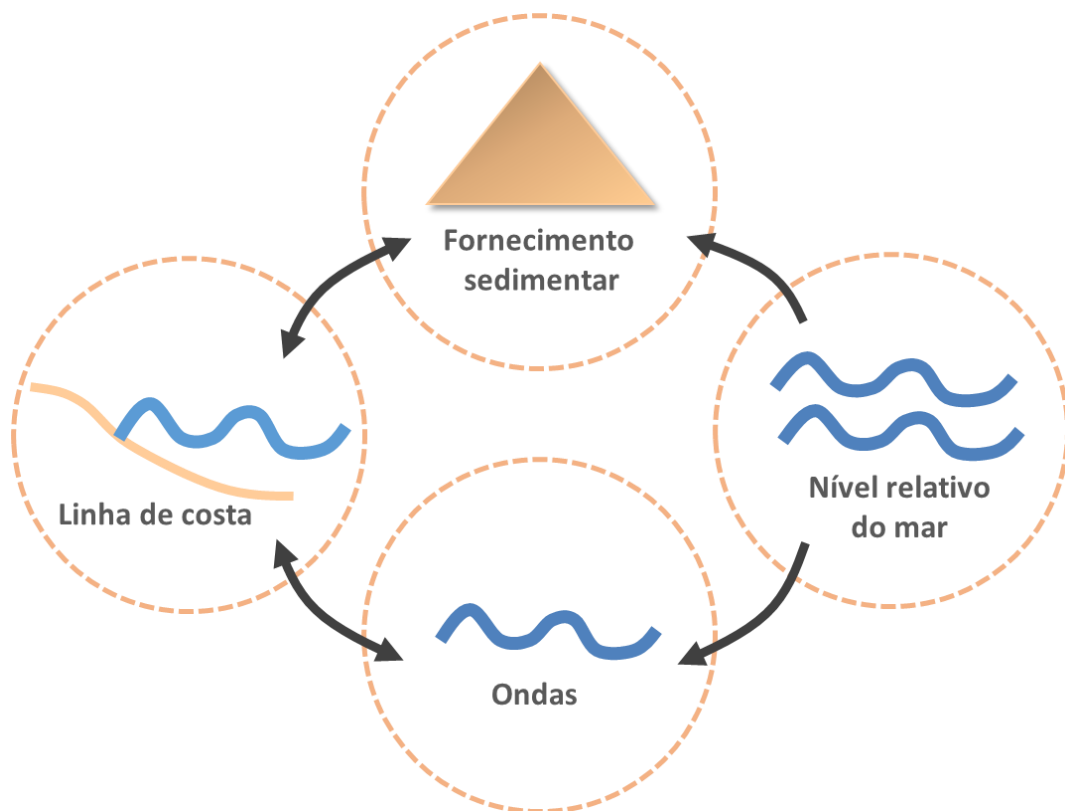 Fornecimento
sedimentar
Linha de costa
Nível relativo
do mar
Ondas